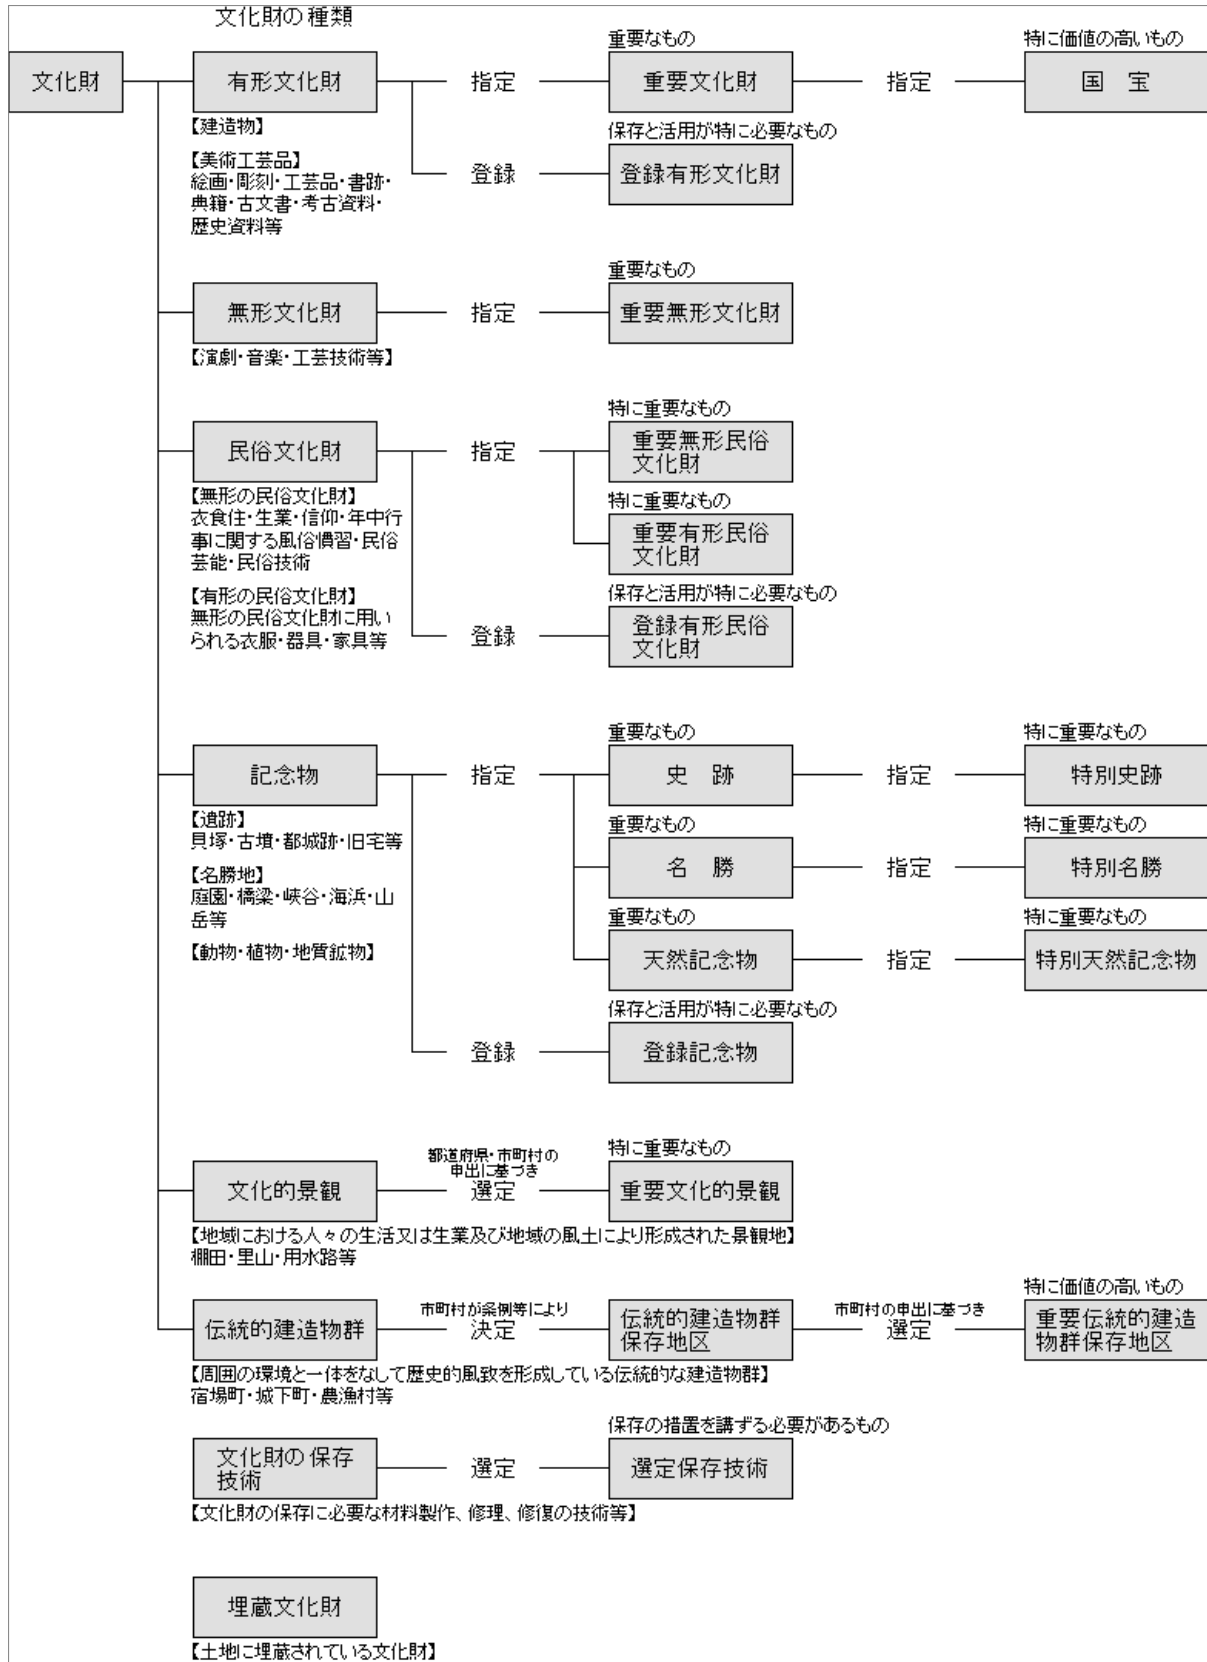 文化財の種類
文化財
有形文化財
指定
重要なもの
重要文化財
指定
特に価値の高いもの
国 宝
【建造物】
【美術工芸品】
絵画・彫刻・工芸品・書跡・
典籍・古文書・考古資料・
歴史資料等
登録
保存と活用が特に必要なもの
登録有形文化財
無形文化財
指定
重要なもの
重要無形文化財
【演劇・音楽・工芸技術等】
民俗文化財
指定
特に重要なもの
重要無形民俗
文化財
特に重要なもの
重要有形民俗
文化財
【無形の民俗文化財】
衣食住・生業・信仰・年中行
事に関する風俗慣習・民俗
芸能・民俗技術
【有形の民俗文化財】
無形の民俗文化財に用い
られる衣服・器具・家具等
登録
保存と活用が特に必要なもの
登録有形民俗
文化財
記念物
指定
重要なもの
史 跡
指定
特に重要なもの
特別史跡
【遺跡】
貝塚・古墳・都城跡・旧宅等
【名勝地】
庭園・橋梁・峡谷・海浜・山
岳等
【動物・植物・地質鉱物】
重要なもの
名 勝
指定
特に重要なもの
特別名勝
重要なもの
天然記念物
指定
特に重要なもの
特別天然記念物
登録
保存と活用が特に必要なもの
登録記念物
文化的景観
都道府県・市町村の
申出に基づき
選定
特に重要なもの
重要文化的景観
【地域における人々の生活又は生業及び地域の風土により形成された景観地】
棚田・里山・用水路等
伝統的建造物群
市町村が条例等により
決定
伝統的建造物群
保存地区
市町村の申出に基づき
選定
特に価値の高いもの
重要伝統的建造
物群保存地区
【周囲の環境と一体をなして歴史的風致を形成している伝統的な建造物群】
宿場町・城下町・農漁村等
文化財の保存
技術
選定
保存の措置を講ずる必要があるもの
選定保存技術
【文化財の保存に必要な材料製作、修理、修復の技術等】
埋蔵文化財
【土地に埋蔵されている文化財】